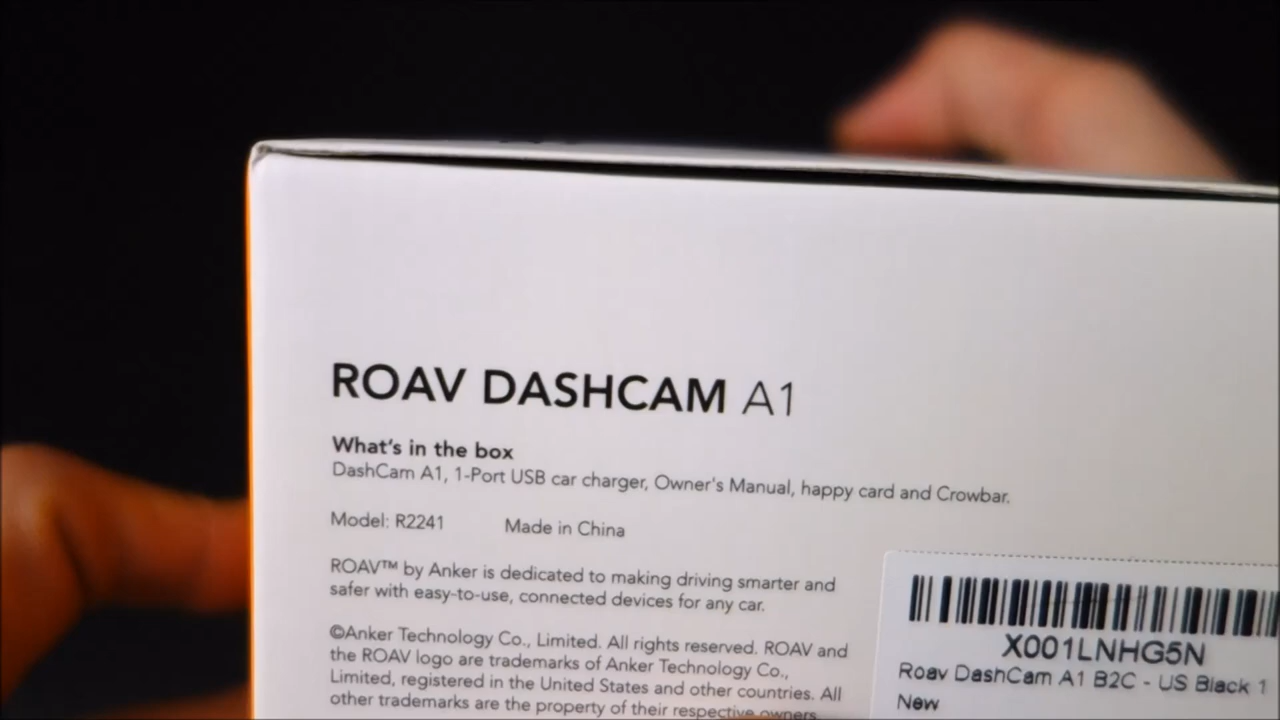 ROAV DASHCAM A1
What's in the box
DashCam A1, 1-Port USB car charger, Owner's Manual, happy card and Crowbar.
Model: R2241 Made in China
ROAV™ by Anker is dedicated to making driving smarter and
safer with easy-to-use, connected devices for any car.
©Anker Technology Co., Limited. All rights reserved. ROAV and
the ROAV logo are trademarks of Anker Technology Co.,
Limited, registered in the United States and other countries. All
other trademarks are the property of their respective owners
X001LNHG5N
Roav DashCam A1 B2C - US Black 1
New